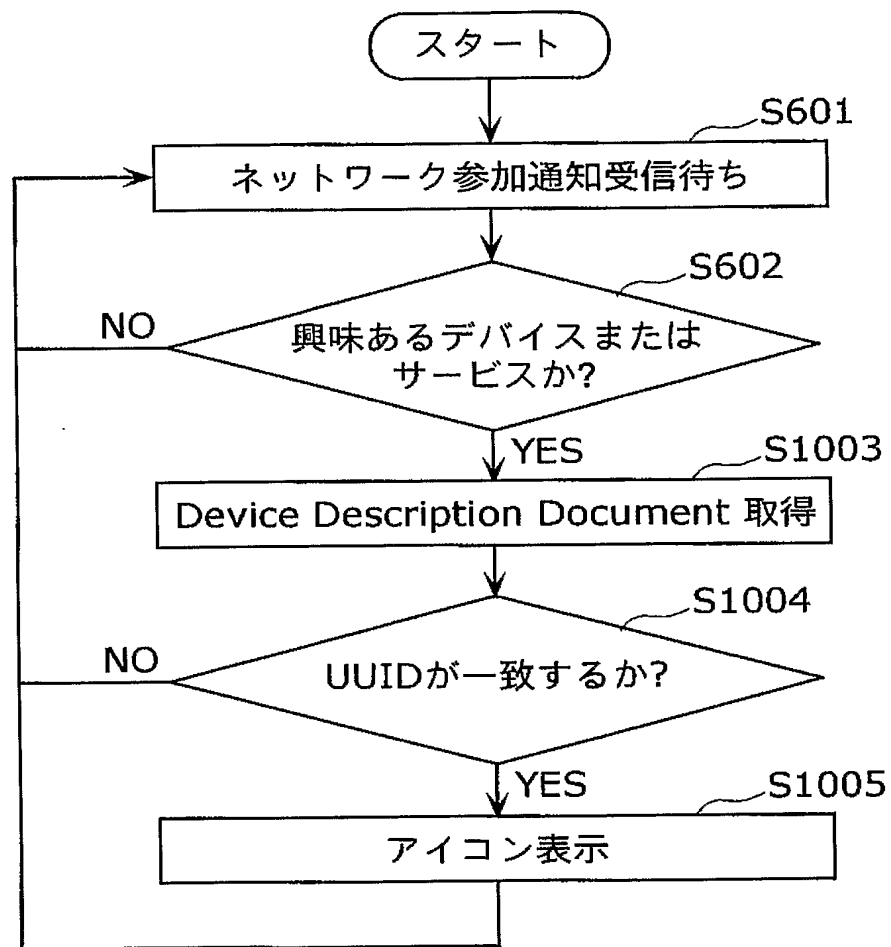 スタート
S601
ネットワーク参加通知受信待ち
S602
NO
興味あるデバイスまたは
サービスか?
YES
S1003
Device Description Document 取得
S1004
NO
UUIDが一致するか?
YES
S1005
アイコン表示